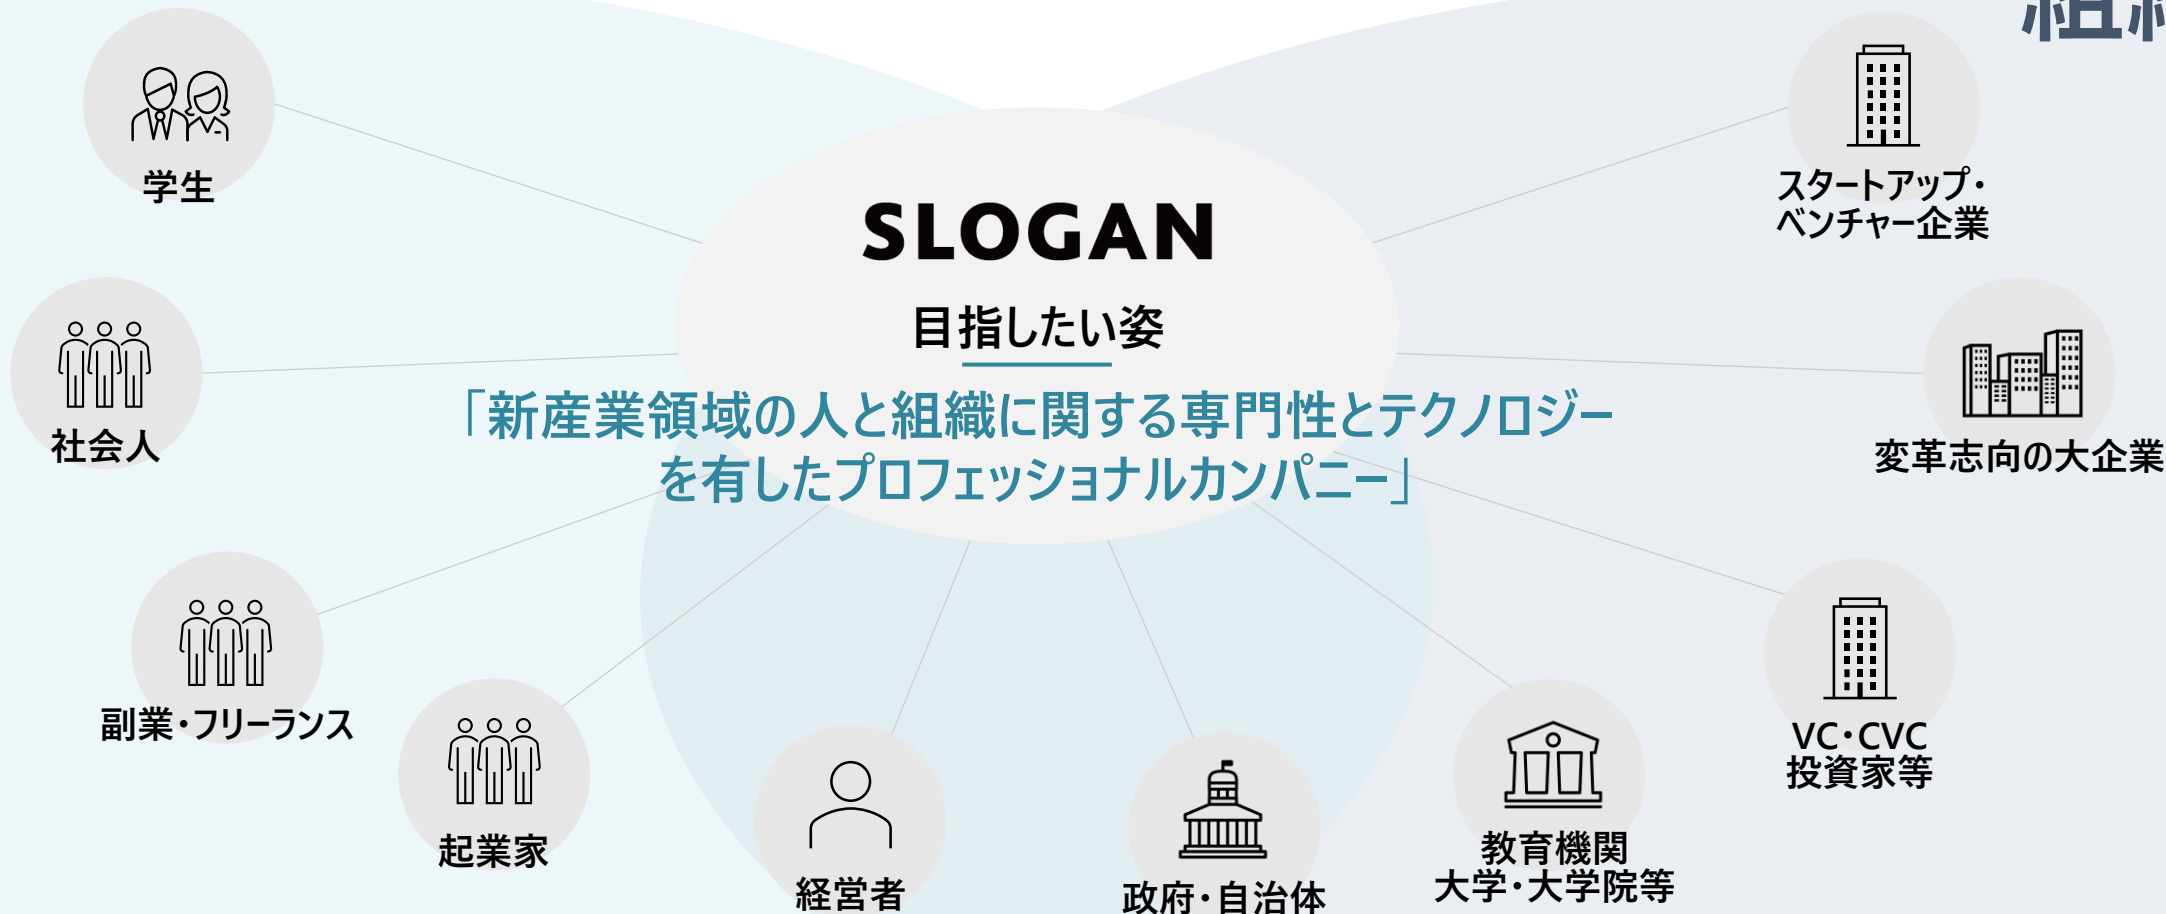 学生
社会人
副業・フリーランス
起業家
経営者
SLOGAN
目指したい姿
「新産業領域の人と組織に関する専門性とテクノロジー
を有したプロフェッショナルカンパニー」
スタートアップ・
ベンチャー企業
変革志向の大企業
VC・CVC
投資家等
教育機関
大学・大学院等
政府・自治体